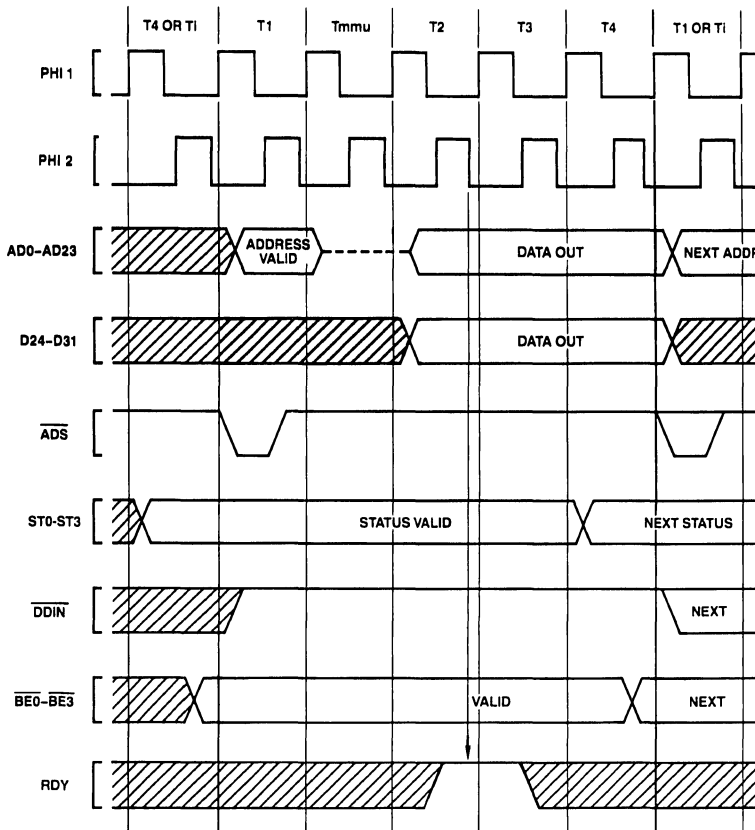 T4 OR Ti T1 Tmmu T2 T3 T4 T1 OR Ti
PHI 1
PHI 2
AD0-AD23 ADDRESS VALID DATA OUT NEXT ADDR
D24-D31 DATA OUT
ADS
ST0-ST3 STATUS VALID NEXT STATUS
DDIN NEXT
BE0-BE3 VALID NEXT
RDY